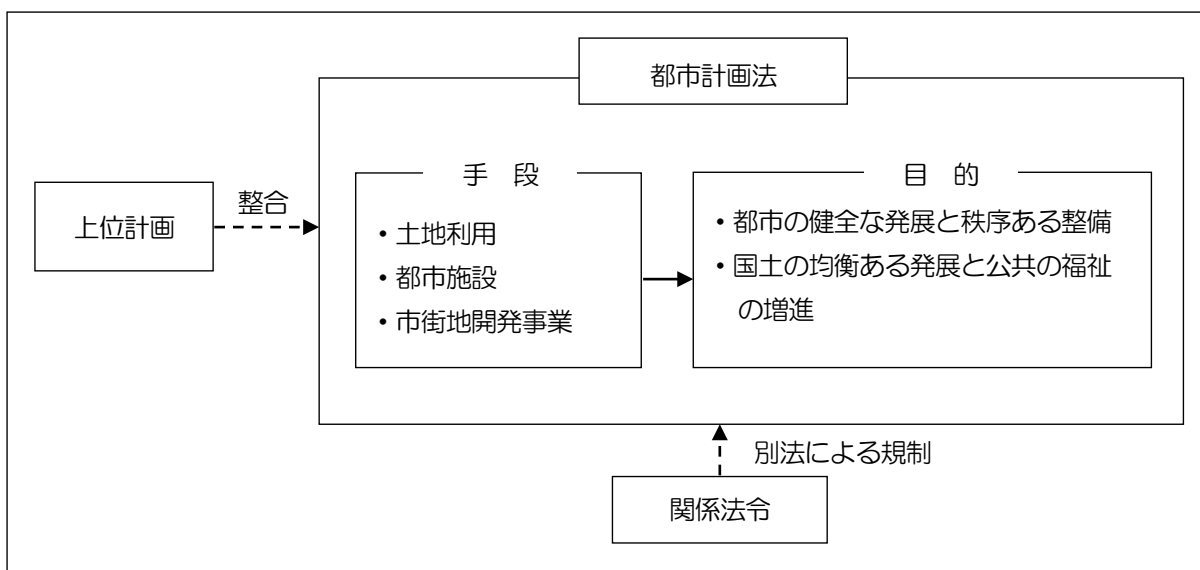 都市計画法
手 段
目 的
上位計画
整合
・土地利用
・都市施設
・市街地開発事業
・都市の健全な発展と秩序ある整備
・国土の均衡ある発展と公共の福祉
の増進
別法による規制
関係法令